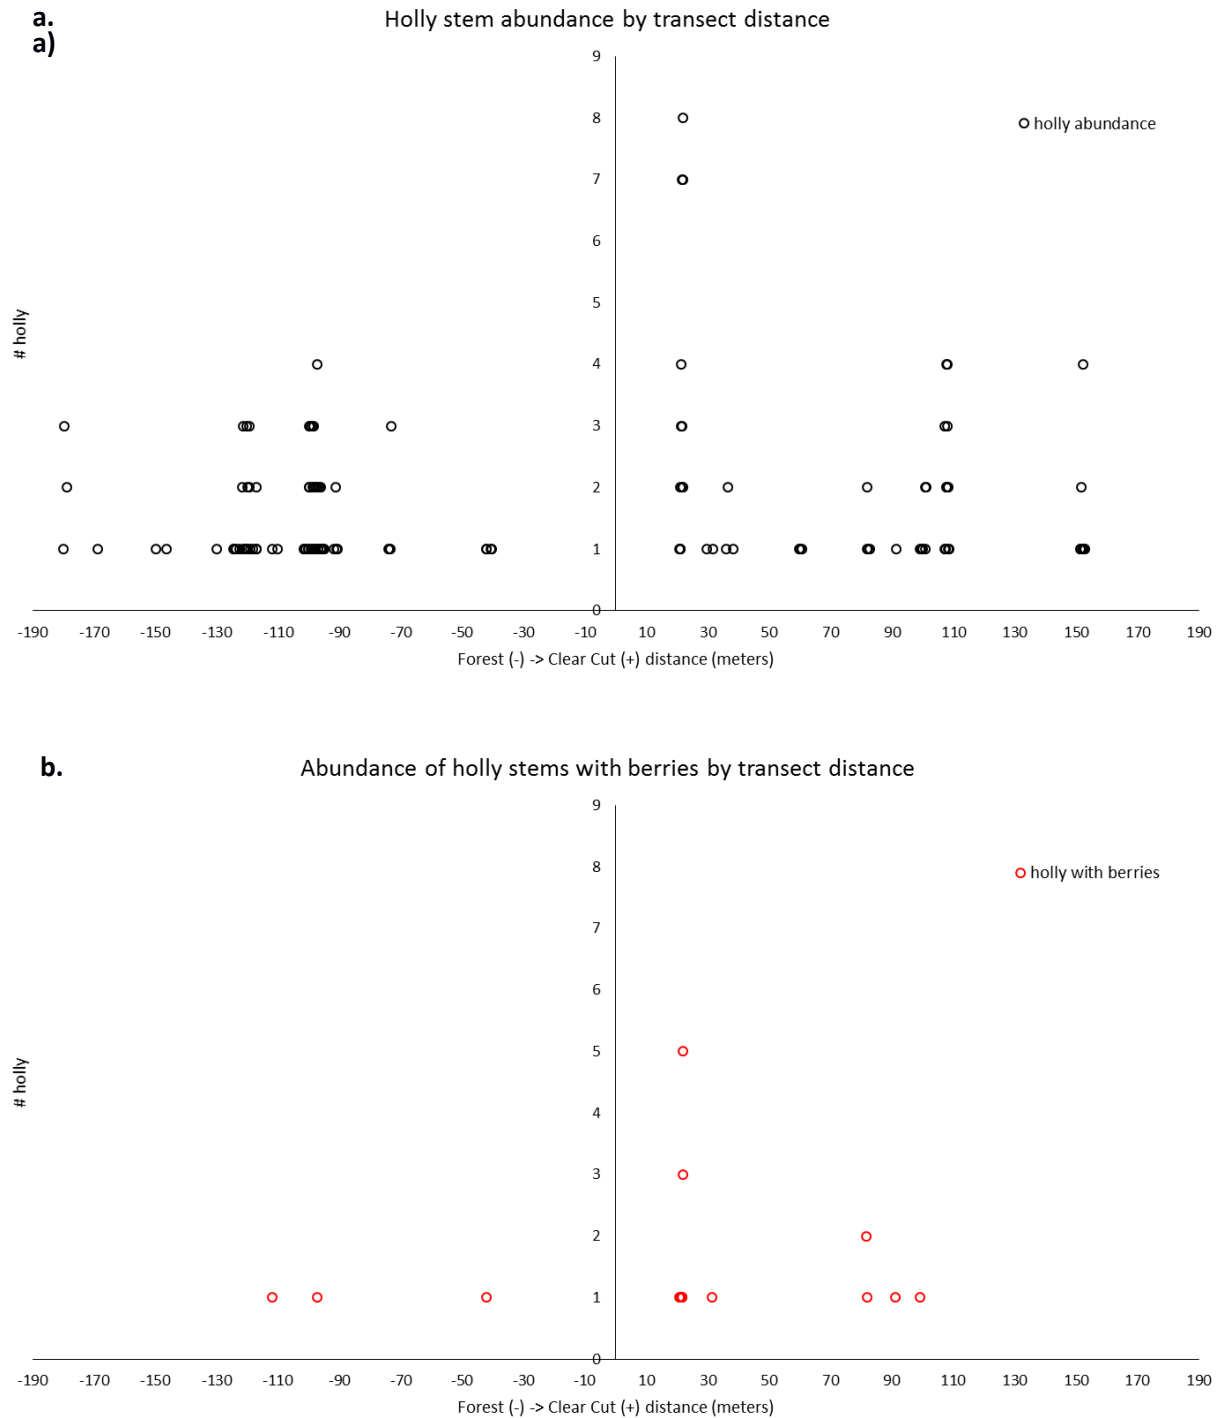 a.
Holly stem abundance by transect distance
a)
9
8
holly abundance
7
6
5
# holly
4
3
2
1
0
-190 -170 -150 -130 -110 -90 -70 -50 -30 -10 10 30 50 70 90 110 130 150 170 190
Forest (-) -> Clear Cut (+) distance (meters)
b.
Abundance of holly stems with berries by transect distance
9
8
holly with berries
7
6
5
# holly
4
3
2
1
0
-190 -170 -150 -130 -110 -90 -70 -50 -30 -10 10 30 50 70 90 110 130 150 170 190
Forest (-) -> Clear Cut (+) distance (meters)